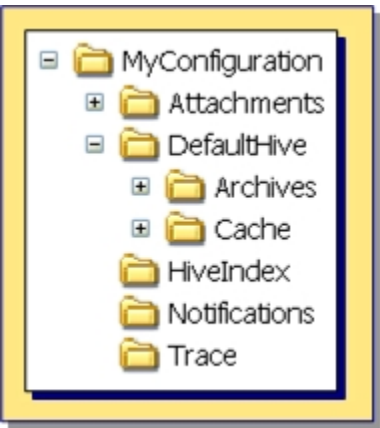 MyConfiguration
Attachments
DefaultHive
Archives
Cache
HiveIndex
Notifications
Trace